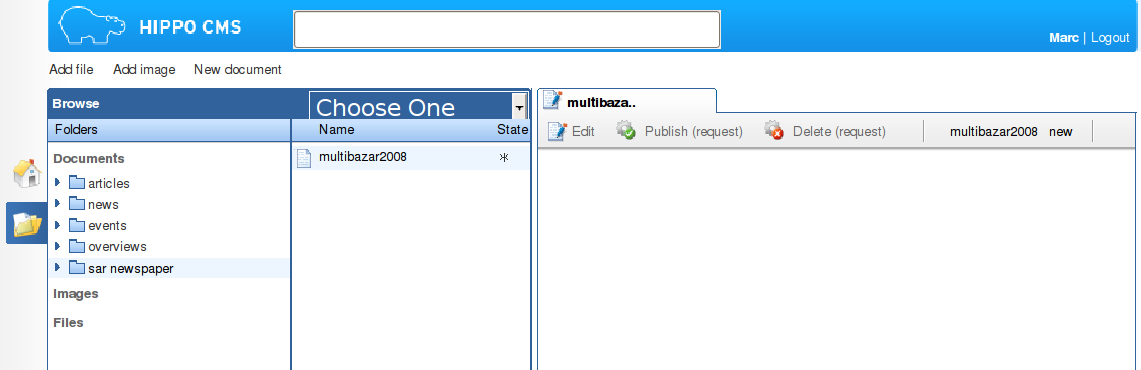 HIPPO CMS
Marc | Logout
Add file Add image New document
Browse Choose One multibaza..
Folders Name State Edit Publish (request) Delete (request) multibazar2008 new
Documents multibazar2008
articles
news
events
overviews
sar newspaper
Images
Files